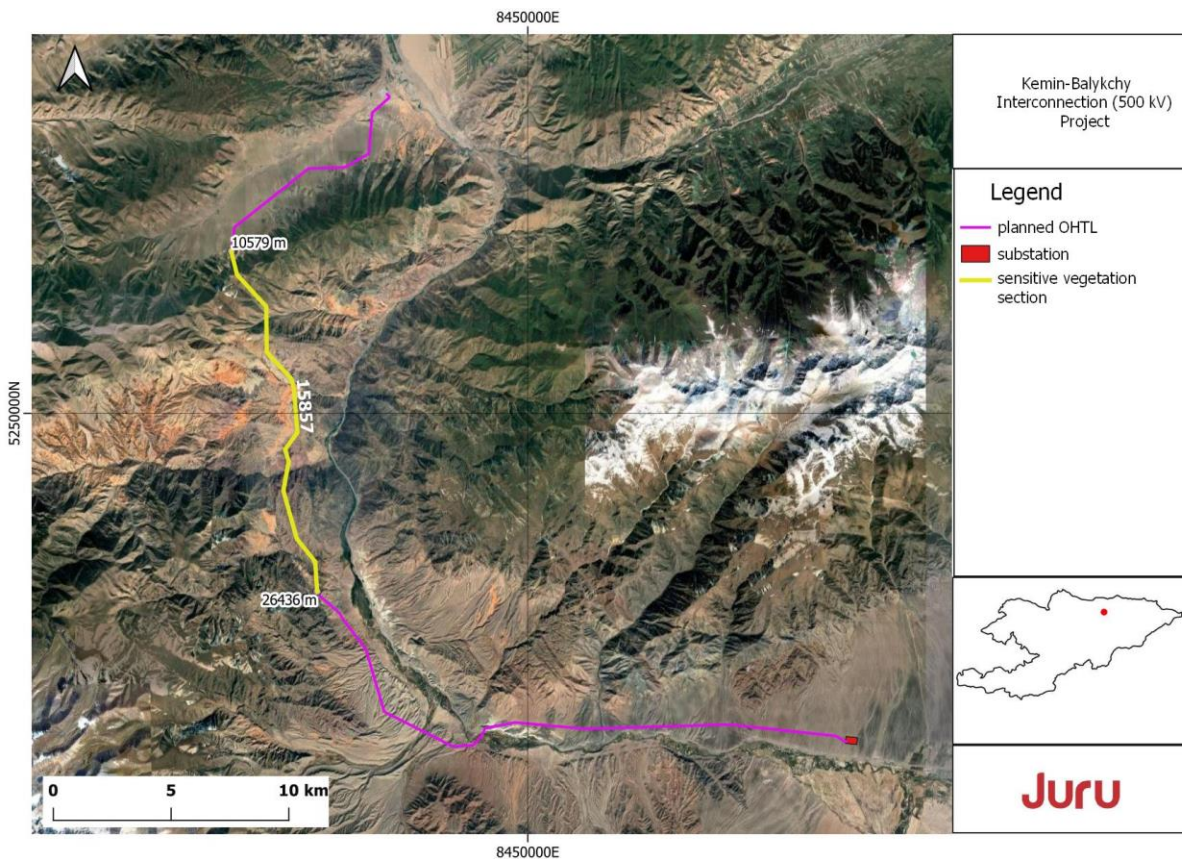 8450000E
Kemin-Balykchy
Interconnection (500 kV)
Project
Legend
planned OHTL
substation
sensitive vegetation
section
10579 m
15857
5250000N
26436 m
0 5 10 km
Juru
8450000E